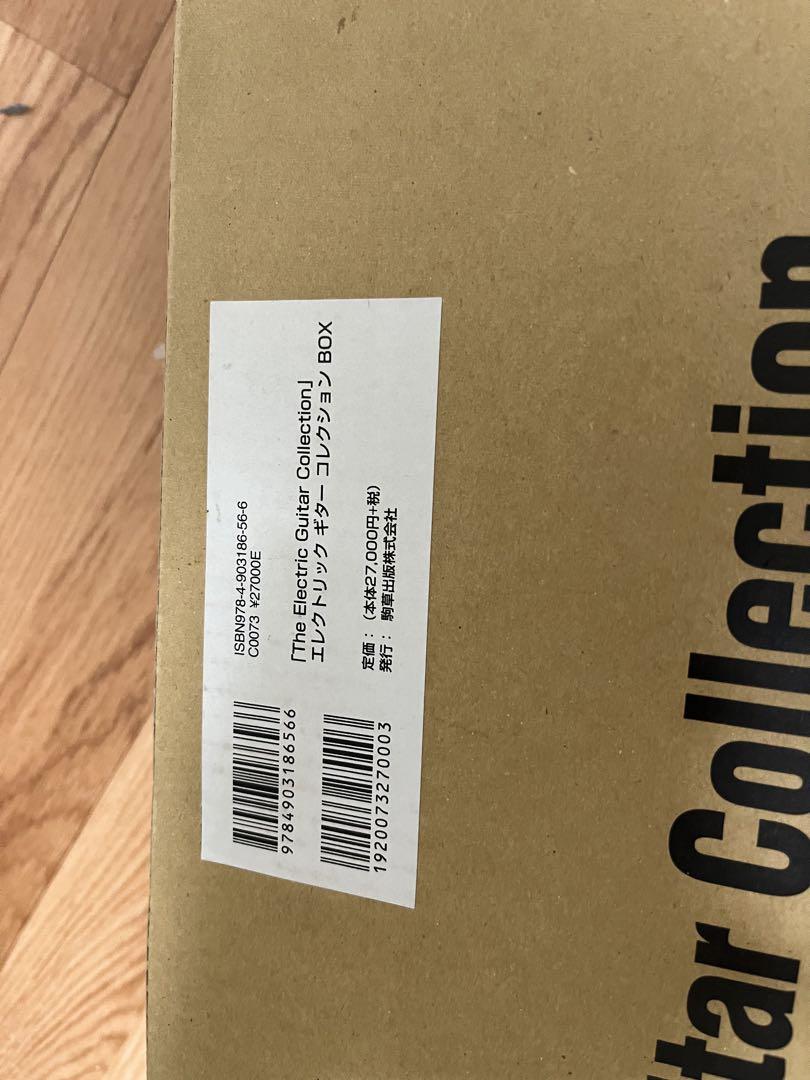 ISBN978-4-903186-56-6
C0073 ¥27000E
「The Electric Guitar Collection」
エレクトリック ギター コレクション BOX
定価：（本体27,000円+税）
発行： 駒草出版株式会社
9784903186566
1920073270003
tar Collection